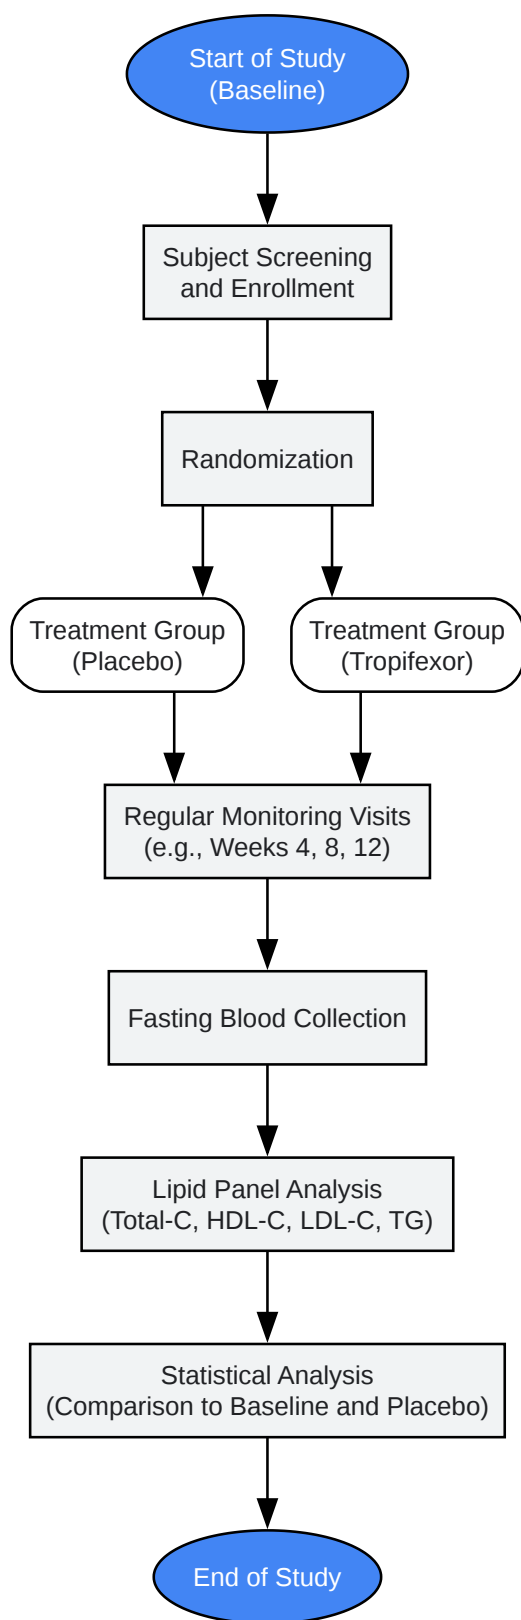 Start of Study
(Baseline)
Subject Screening
and Enrollment
Randomization
Treatment Group
(Placebo)
Treatment Group
(Tropifexor)
Regular Monitoring Visits
(e.g., Weeks 4, 8, 12)
Fasting Blood Collection
Lipid Panel Analysis
(Total-C, HDL-C, LDL-C, TG)
Statistical Analysis
(Comparison to Baseline and Placebo)
End of Study